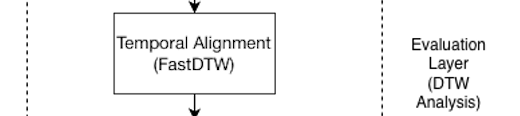 Temporal Alignment
(FastDTW)
Evaluation
Layer
(DTW
Analysis)